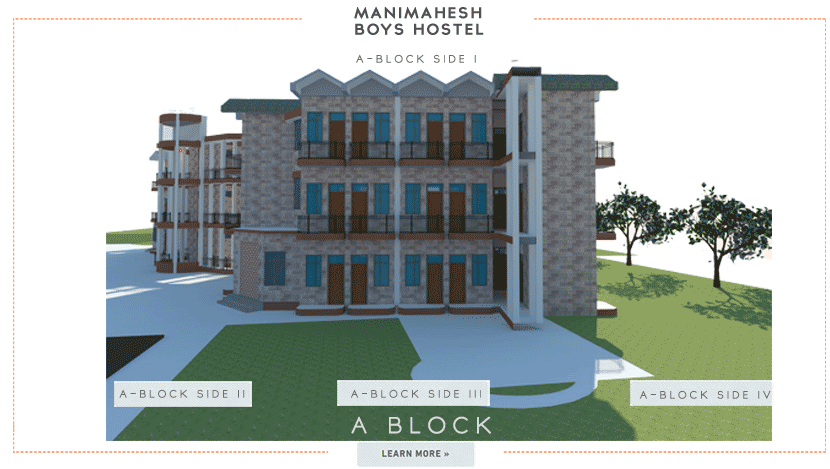 MANIMAHESH
BOYS HOSTEL
A-BLOCK SIDE I
A-BLOCK SIDE II
A-BLOCK SIDE III
A-BLOCK SIDE IV
A BLOCK
LEARN MORE »